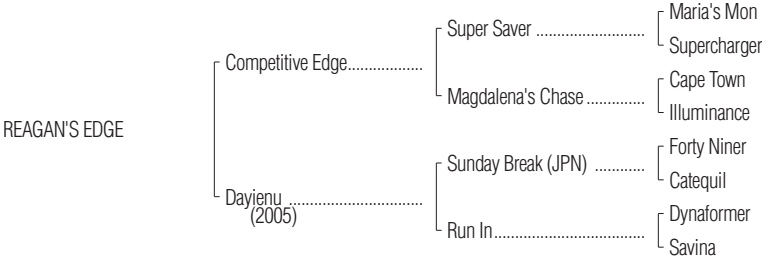 Maria's Mon
Super Saver ..........................
Supercharger
Competitive Edge..................
Cape Town
Magdalena's Chase ..............
Illuminance
REAGAN'S EDGE
Forty Niner
Sunday Break (JPN) ............
Catequil
Dayienu ................................
(2005)
Dynaformer
Run In.....................................
Savina